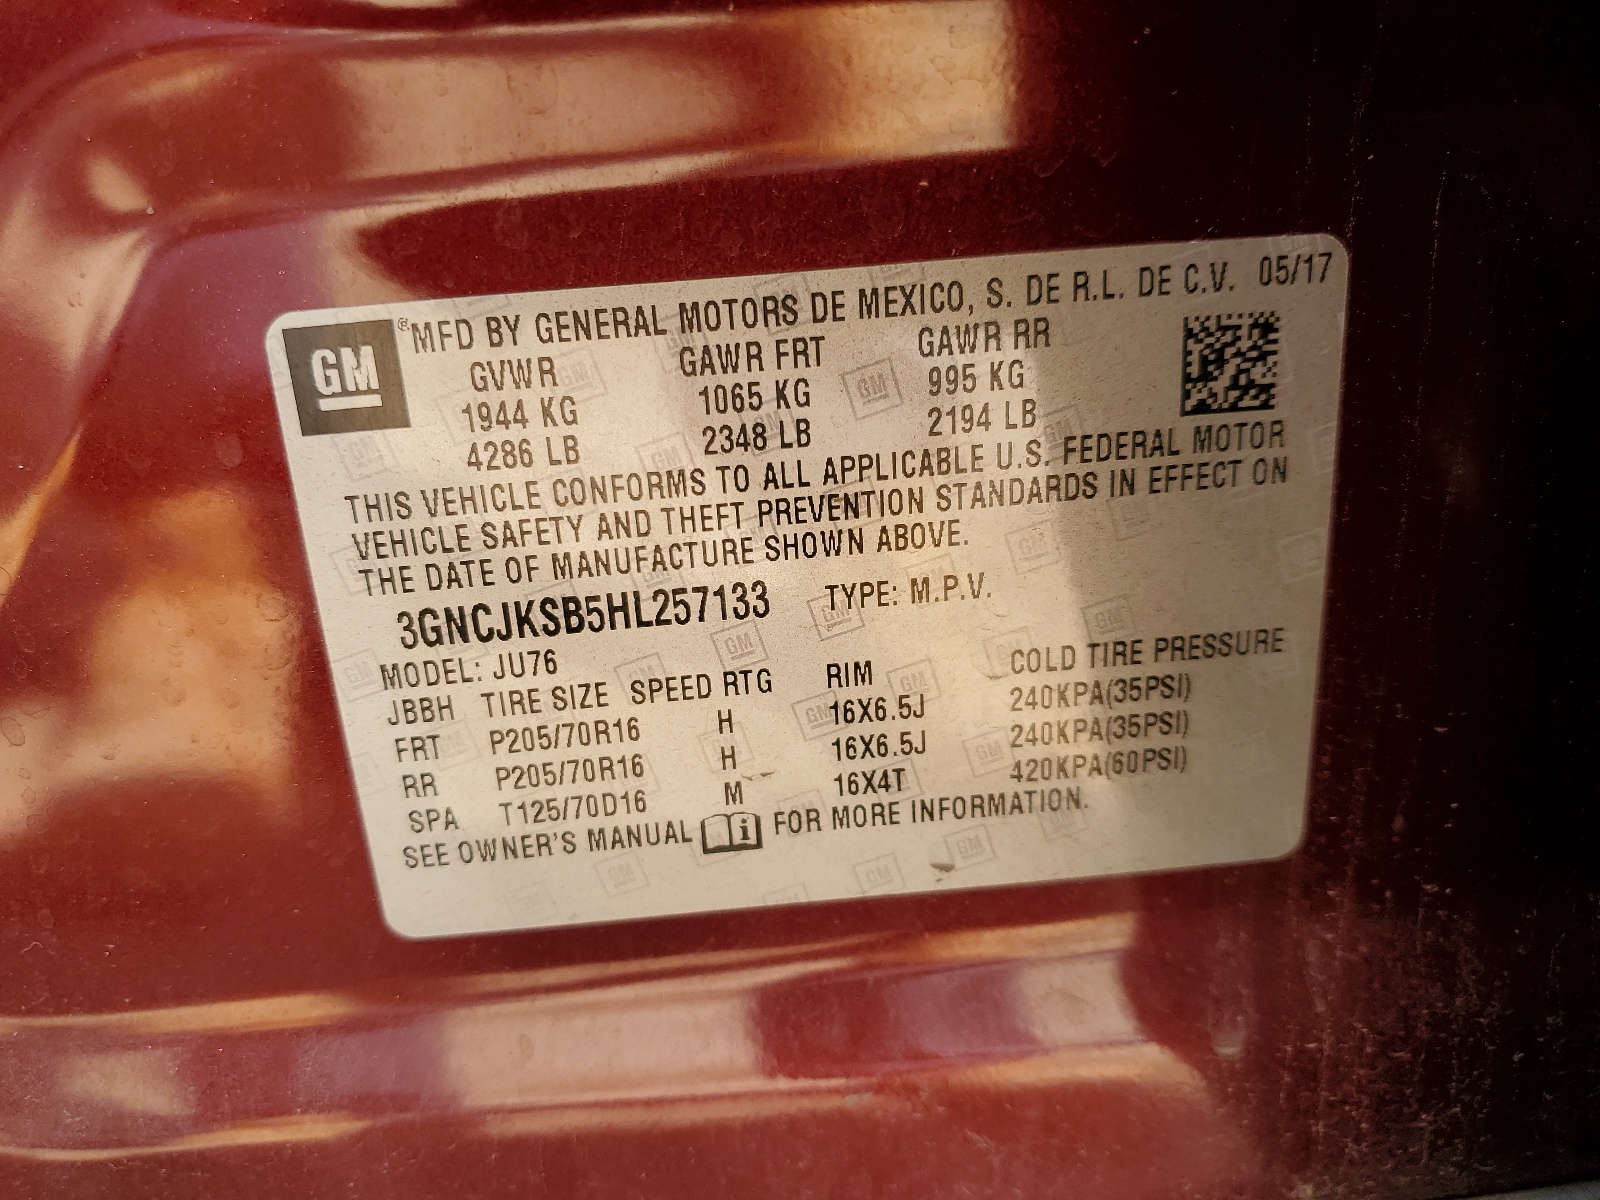 GM ® MFD BY GENERAL MOTORS DE MEXICO, S. DE R.L. DE C.V. 05/17
GVWR GAWR FRT GAWR RR
1944 KG 1065 KG 995 KG
4286 LB 2348 LB 2194 LB
THIS VEHICLE CONFORMS TO ALL APPLICABLE U.S. FEDERAL MOTOR
VEHICLE SAFETY AND THEFT PREVENTION STANDARDS IN EFFECT ON
THE DATE OF MANUFACTURE SHOWN ABOVE.
3GNCJKSB5HL257133 TYPE: M.P.V.
MODEL: JU76
JBBH TIRE SIZE SPEED RTG RIM COLD TIRE PRESSURE
FRT P205/70R16 H 16X6.5J 240KPA(35PSI)
RR P205/70R16 H 16X6.5J 240KPA(35PSI)
SPA T125/70D16 M 16X4T 420KPA(60PSI)
SEE OWNER'S MANUAL i FOR MORE INFORMATION.